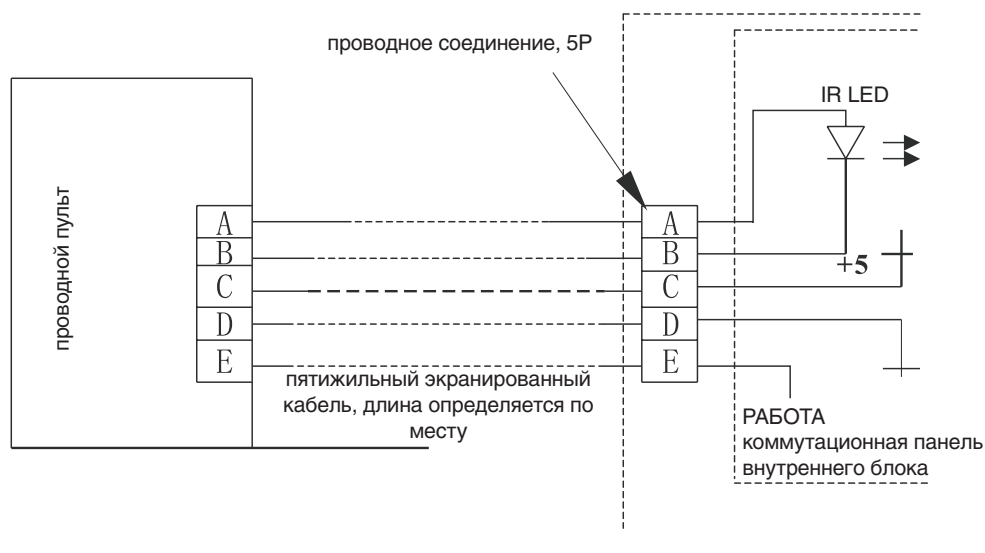 проводное соединение, 5P
IR LED
проводной пульт
A
B
C
D
E
A
B
C
D
E
+5
пятижильный экранированный
кабель, длина определяется по
месту
РАБОТА
коммутационная панель
внутреннего блока